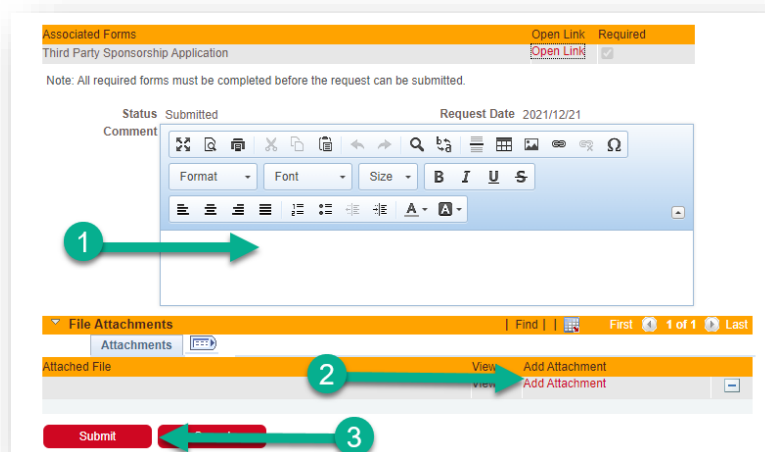 Associated Forms Open Link Required
Third Party Sponsorship Application Open Link
Note: All required forms must be completed before the request can be submitted.
Status Submitted Request Date 2021/12/21
Comment
Format Font Size B I U S
A A
1
File Attachments | Find | | First 1 of 1 Last
Attachments
Attached File View Add Attachment
2
View Add Attachment
Submit
3